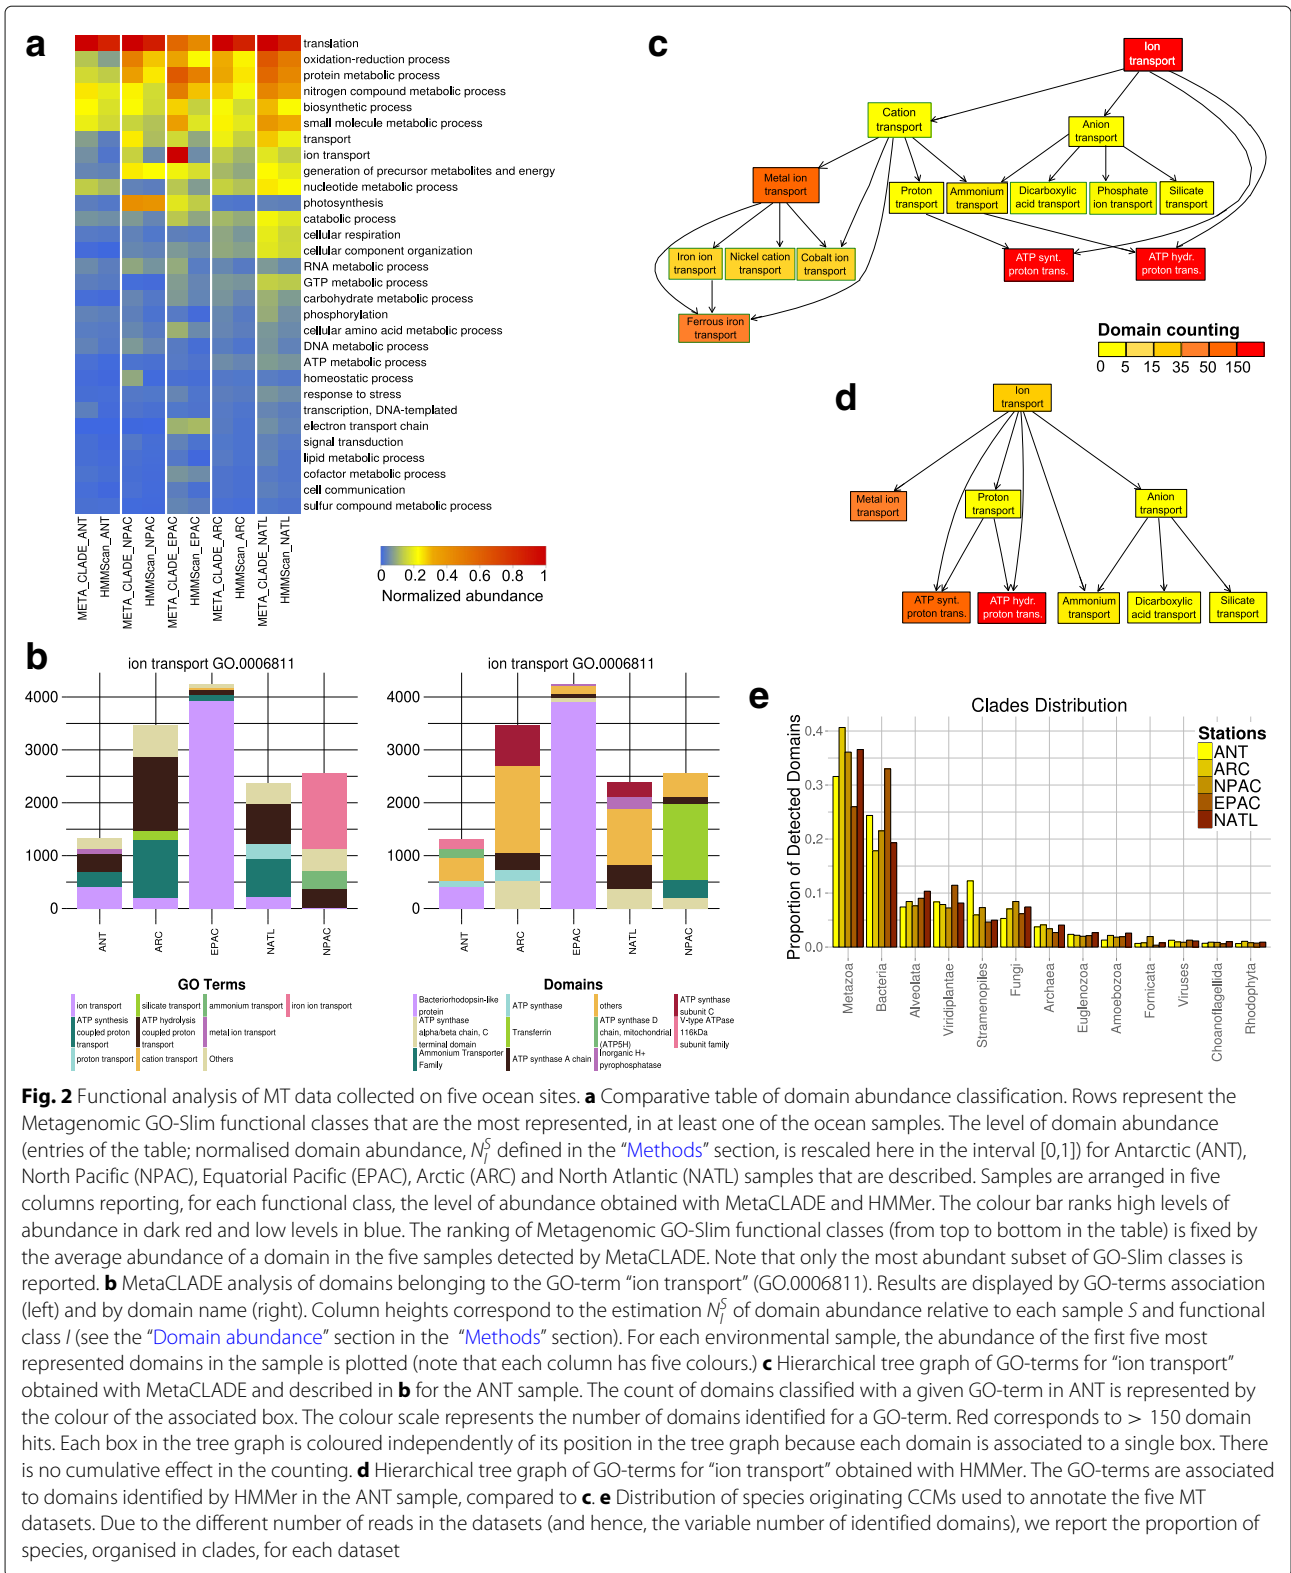 a
translation
oxidation-reduction process
protein metabolic process
nitrogen compound metabolic process
biosynthetic process
small molecule metabolic process
transport
ion transport
generation of precursor metabolites and energy
nucleotide metabolic process
photosynthesis
catabolic process
cellular respiration
cellular component organization
RNA metabolic process
GTP metabolic process
carbohydrate metabolic process
phosphorylation
cellular amino acid metabolic process
DNA metabolic process
ATP metabolic process
homeostatic process
response to stress
transcription, DNA-templated
electron transport chain
signal transduction
lipid metabolic process
cofactor metabolic process
cell communication
sulfur compound metabolic process
META_CLADE_ANT
HMMScan_ANT
META_CLADE_NPAC
HMMScan_NPAC
META_CLADE_EPAC
HMMScan_EPAC
META_CLADE_ARC
HMMScan_ARC
META_CLADE_NATL
HMMScan_NATL
0 0.2 0.4 0.6 0.8 1
Normalized abundance
c
Ion
transport
Cation
transport
Anion
transport
Metal ion
transport
Proton
transport
Ammonium
transport
Dicarboxylic
acid transport
Phosphate
ion transport
Silicate
transport
Iron ion
transport
Nickel cation
transport
Cobalt ion
transport
ATP synt.
proton trans.
ATP hydr.
proton trans.
Ferrous iron
transport
Domain counting
0 5 15 35 50 150
d
Ion
transport
Metal ion
transport
Proton
transport
Anion
transport
ATP synt.
proton trans.
ATP hydr.
proton trans.
Ammonium
transport
Dicarboxylic
acid transport
Silicate
transport
b
ion transport GO.0006811
4000
3000
2000
1000
0
ANT
ARC
EPAC
NATL
NPAC
GO Terms
ion transport
silicate transport
ammonium transport
iron ion transport
ATP synthesis
coupled proton
transport
ATP hydrolysis
coupled proton
transport
metal ion transport
proton transport
cation transport
Others
ion transport GO.0006811
4000
3000
2000
1000
0
ANT
ARC
EPAC
NATL
NPAC
Domains
Bacteriorhodopsin-like
protein
ATP synthase
others
ATP synthase
subunit C
ATP synthase
alpha/beta chain, C
terminal domain
Transferrin
ATP synthase D
chain, mitochondrial
(ATP5H)
V-type ATPase
116kDa
subunit family
Ammonium Transporter
Family
ATP synthase A chain
Inorganic H+
pyrophosphatase
e
Clades Distribution
Proportion of Detected Domains
0.4
0.3
0.2
0.1
0.0
Stations
ANT
ARC
NPAC
EPAC
NATL
Metazoa
Bacteria
Alveolata
Viridiplantae
Stramenopiles
Fungi
Archaea
Euglenozoa
Amoebozoa
Fornicata
Viruses
Choanoflagellida
Rhodophyta
Fig. 2 Functional analysis of MT data collected on five ocean sites. a Comparative table of domain abundance classification. Rows represent the
Metagenomic GO-Slim functional classes that are the most represented, in at least one of the ocean samples. The level of domain abundance
(entries of the table; normalised domain abundance, N_I^S defined in the “Methods” section, is rescaled here in the interval [0,1]) for Antarctic (ANT),
North Pacific (NPAC), Equatorial Pacific (EPAC), Arctic (ARC) and North Atlantic (NATL) samples that are described. Samples are arranged in five
columns reporting, for each functional class, the level of abundance obtained with MetaCLADE and HMMer. The colour bar ranks high levels of
abundance in dark red and low levels in blue. The ranking of Metagenomic GO-Slim functional classes (from top to bottom in the table) is fixed by
the average abundance of a domain in the five samples detected by MetaCLADE. Note that only the most abundant subset of GO-Slim classes is
reported. b MetaCLADE analysis of domains belonging to the GO-term “ion transport” (GO.0006811). Results are displayed by GO-terms association
(left) and by domain name (right). Column heights correspond to the estimation N_I^S of domain abundance relative to each sample S and functional
class I (see the “Domain abundance” section in the “Methods” section). For each environmental sample, the abundance of the first five most
represented domains in the sample is plotted (note that each column has five colours.) c Hierarchical tree graph of GO-terms for “ion transport”
obtained with MetaCLADE and described in b for the ANT sample. The count of domains classified with a given GO-term in ANT is represented by
the colour of the associated box. The colour scale represents the number of domains identified for a GO-term. Red corresponds to > 150 domain
hits. Each box in the tree graph is coloured independently of its position in the tree graph because each domain is associated to a single box. There
is no cumulative effect in the counting. d Hierarchical tree graph of GO-terms for “ion transport” obtained with HMMer. The GO-terms are associated
to domains identified by HMMer in the ANT sample, compared to c. e Distribution of species originating CCMs used to annotate the five MT
datasets. Due to the different number of reads in the datasets (and hence, the variable number of identified domains), we report the proportion of
species, organised in clades, for each dataset